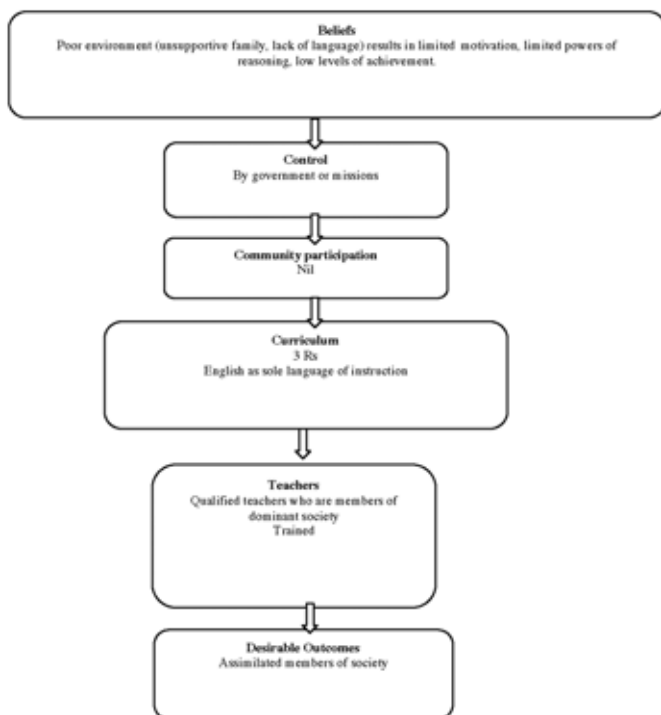 Beliefs
Poor environment (unsupportive family, lack of language) results in limited motivation, limited powers of
reasoning, low levels of achievement.
Control
By government or missions
Community participation
Nil
Curriculum
3 Rs
English as sole language of instruction
Teachers
Qualified teachers who are members of
dominant society
Trained
Desirable Outcomes
Assimilated members of society